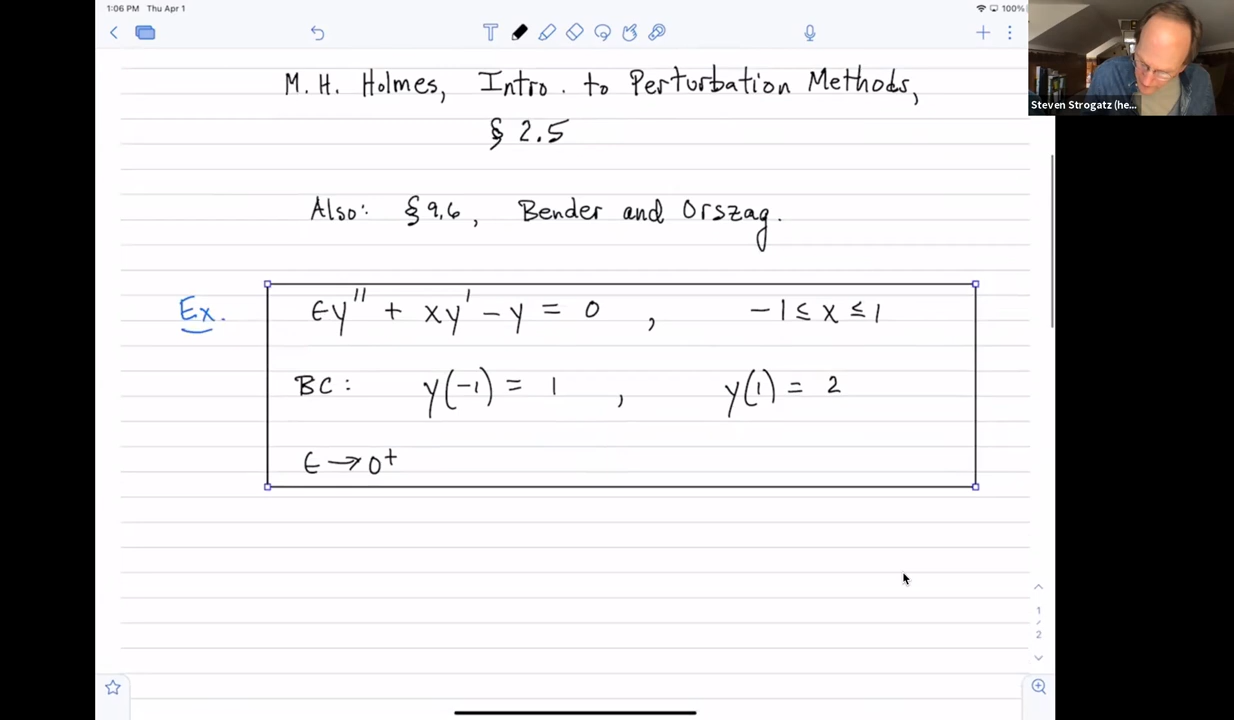 1:06 PM Thu Apr 1
100%
M. H. Holmes, Intro. to Perturbation Methods,
§ 2.5
Also: § 9.6, Bender and Orszag.
Ex. ϵy'' + xy' - y = 0 , -1 ≤ x ≤ 1
BC: y(-1) = 1 , y(1) = 2
ϵ → 0⁺
Steven Strogatz (he...
1
/
2